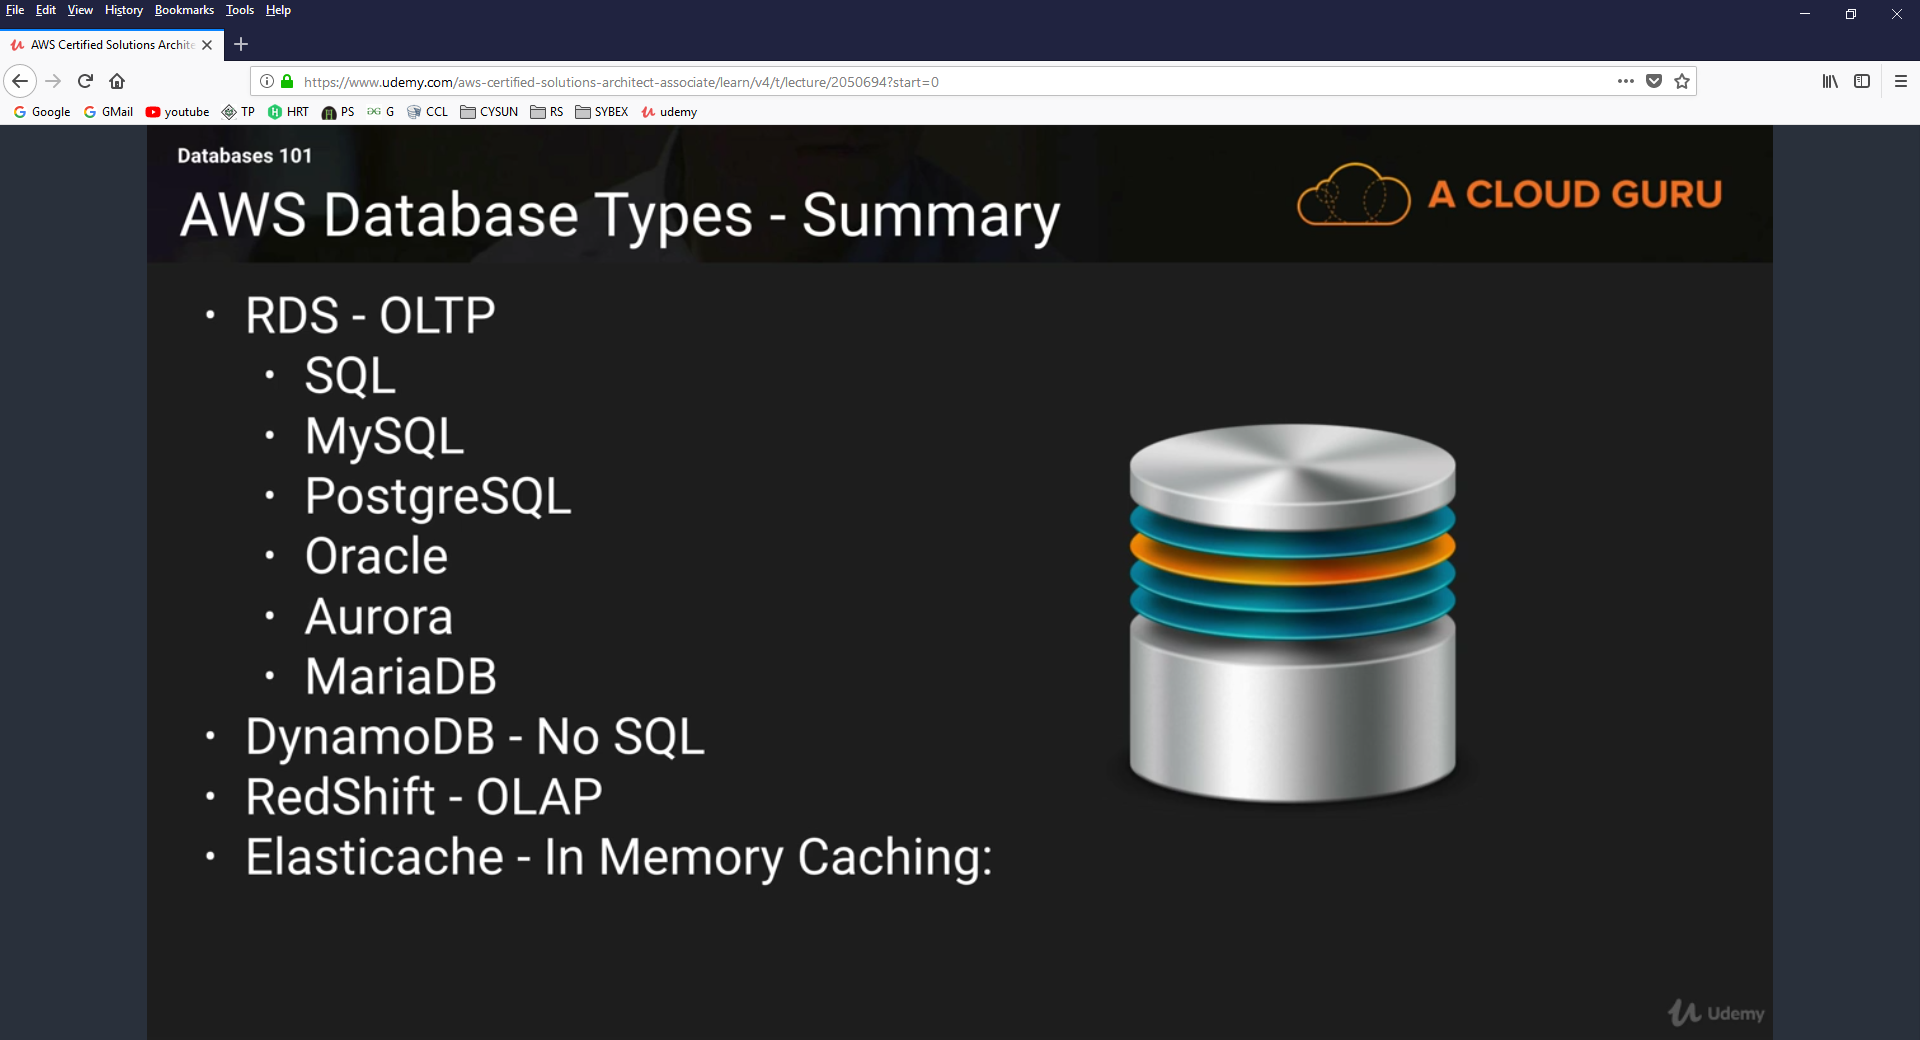 File Edit View History Bookmarks Tools Help
AWS Certified Solutions Archite
https://www.udemy.com/aws-certified-solutions-architect-associate/learn/v4/t/lecture/2050694?start=0
Google GMail youtube TP HRT PS G CCL CYSUN RS SYBEX udemy
Databases 101
AWS Database Types - Summary
A CLOUD GURU
• RDS - OLTP
• SQL
• MySQL
• PostgreSQL
• Oracle
• Aurora
• MariaDB
• DynamoDB - No SQL
• RedShift - OLAP
• Elasticache - In Memory Caching:
Udemy